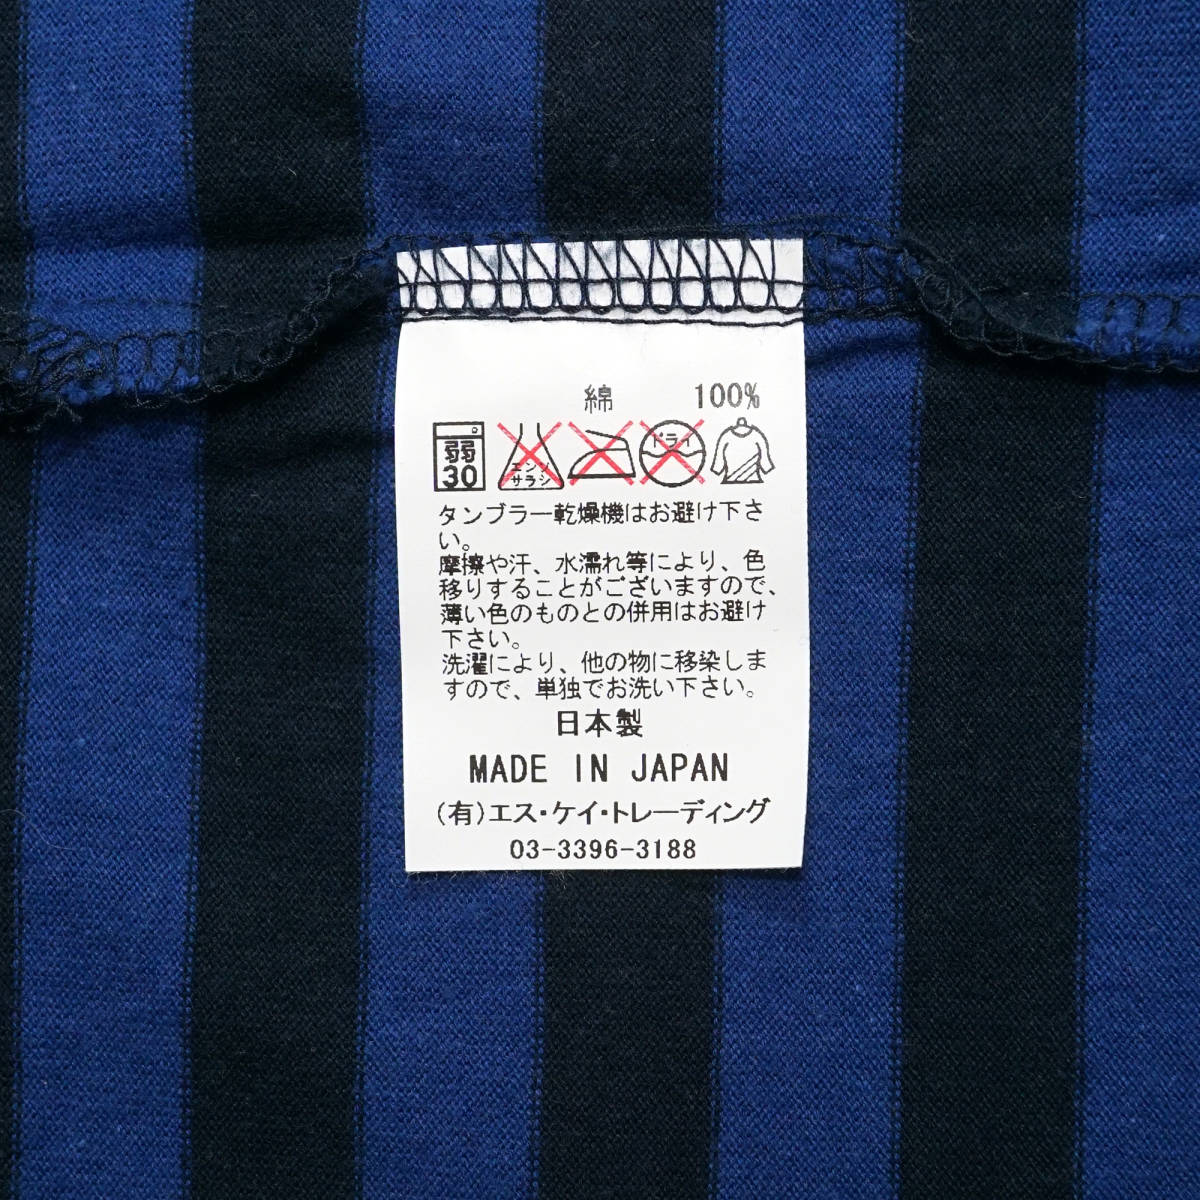 綿 100%
弱 エンソ ドライ
30 サラシ
タンブラー乾燥機はお避け下さ
い。
摩擦や汗、水濡れ等により、色
移りすることがございますので、
薄い色のものとの併用はお避け
下さい。
洗濯により、他の物に移染しま
すので、単独でお洗い下さい。
日本製
MADE IN JAPAN
(有)エス・ケイ・トレーディング
03-3396-3188